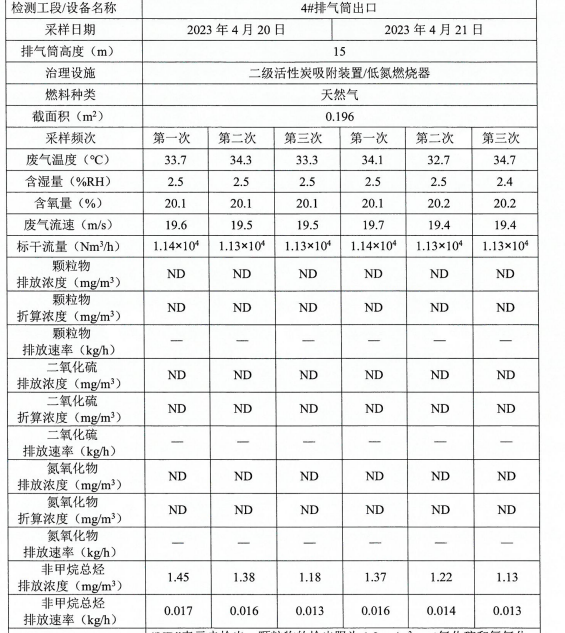 检测工段/设备名称 4#排气筒出口
采样日期 2023 年 4 月 20 日 2023 年 4 月 21 日
排气筒高度（m） 15
治理设施 二级活性炭吸附装置/低氮燃烧器
燃料种类 天然气
截面积（m²） 0.196
采样频次 第一次 第二次 第三次 第一次 第二次 第三次
废气温度（℃） 33.7 34.3 33.3 34.1 32.7 34.7
含湿量（%RH） 2.5 2.5 2.5 2.5 2.5 2.4
含氧量（%） 20.1 20.1 20.1 20.1 20.2 20.2
废气流速（m/s） 19.6 19.5 19.5 19.7 19.4 19.4
标干流量（Nm³/h） 1.14×10⁴ 1.13×10⁴ 1.13×10⁴ 1.14×10⁴ 1.13×10⁴ 1.13×10⁴
颗粒物
排放浓度（mg/m³） ND ND ND ND ND ND
颗粒物
折算浓度（mg/m³） ND ND ND ND ND ND
颗粒物
排放速率（kg/h） — — — — — —
二氧化硫
排放浓度（mg/m³） ND ND ND ND ND ND
二氧化硫
折算浓度（mg/m³） ND ND ND ND ND ND
二氧化硫
排放速率（kg/h） — — — — — —
氮氧化物
排放浓度（mg/m³） ND ND ND ND ND ND
氮氧化物
折算浓度（mg/m³） ND ND ND ND ND ND
氮氧化物
排放速率（kg/h） — — — — — —
非甲烷总烃
排放浓度（mg/m³） 1.45 1.38 1.18 1.37 1.22 1.13
非甲烷总烃
排放速率（kg/h） 0.017 0.016 0.013 0.016 0.014 0.013